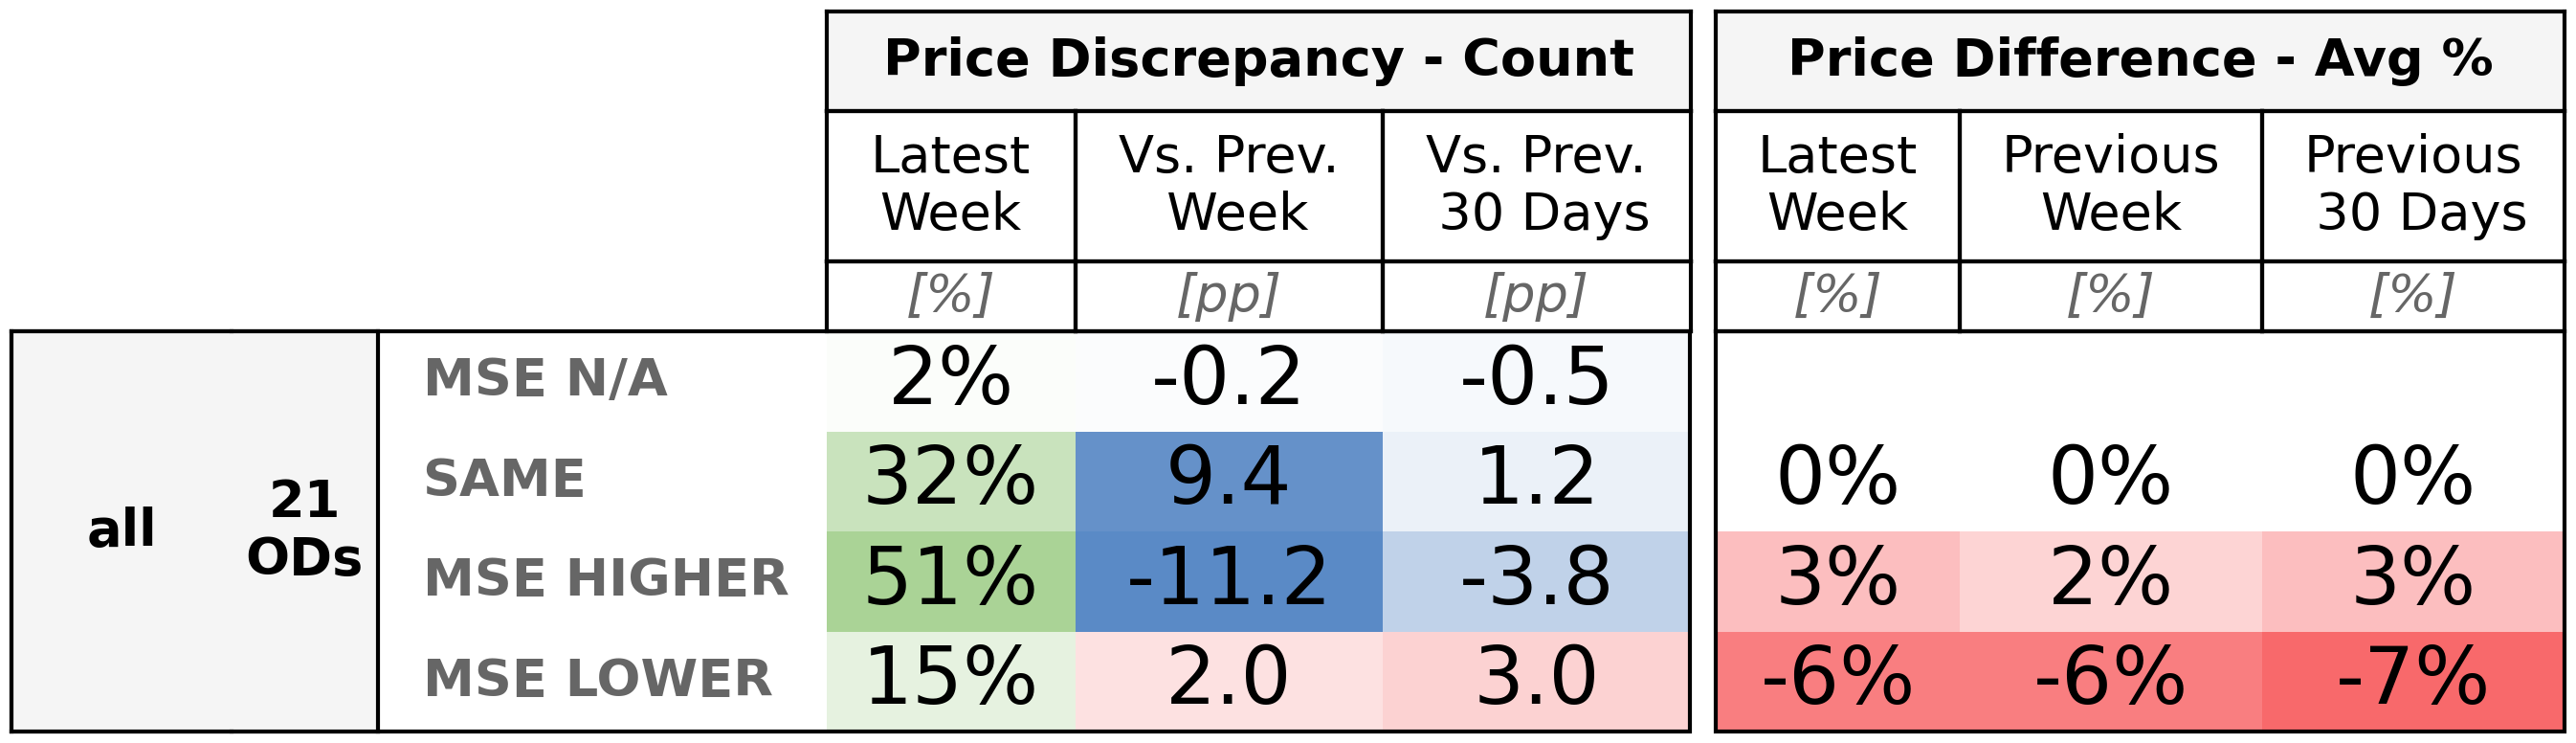 Price Discrepancy - Count Price Difference - Avg %
Latest Week Vs. Prev. Week Vs. Prev. 30 Days Latest Week Previous Week Previous 30 Days
[%] [pp] [pp] [%] [%] [%]
all 21 ODs
MSE N/A 2% -0.2 -0.5
SAME 32% 9.4 1.2 0% 0% 0%
MSE HIGHER 51% -11.2 -3.8 3% 2% 3%
MSE LOWER 15% 2.0 3.0 -6% -6% -7%